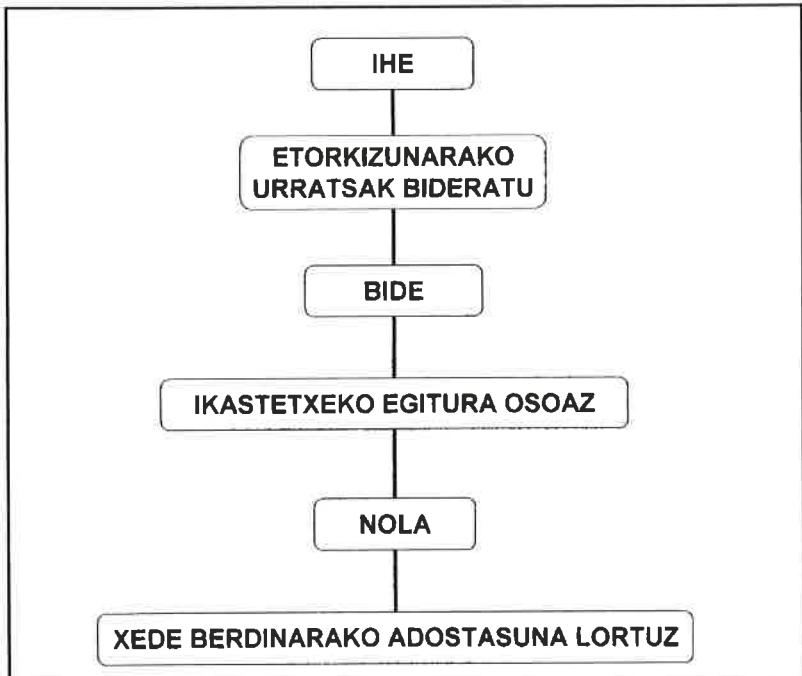 IHE
ETORKIZUNARAKO
URRATSAK BIDERATU
BIDE
IKASTETXEKO EGITURA OSOAZ
NOLA
XEDE BERDINARAKO ADOSTASUNA LORTUZ